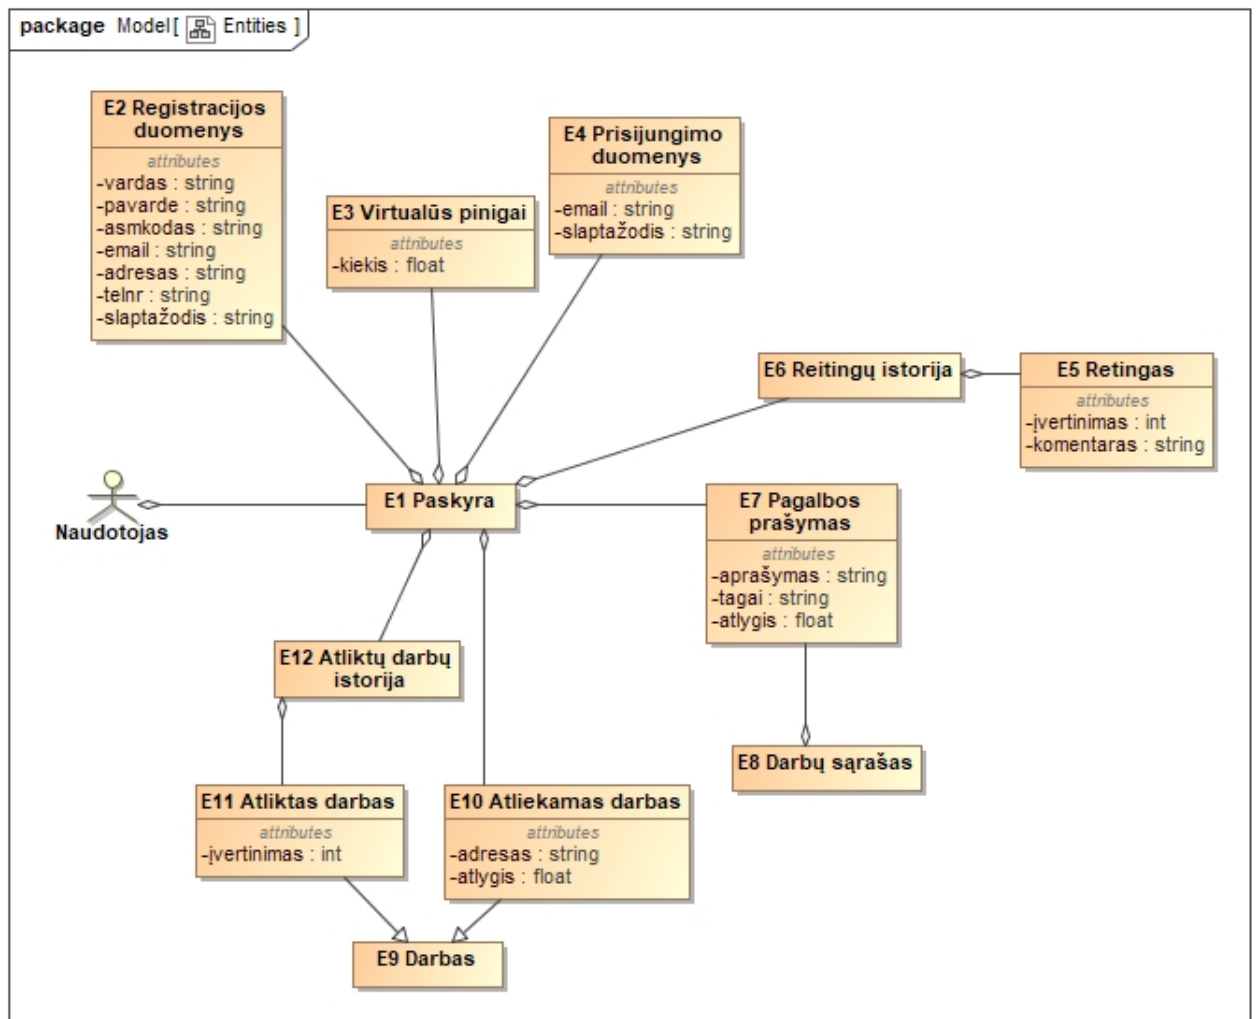 package Model[ Entities ]
E2 Registracijos
duomenys
attributes
-vardas : string
-pavarde : string
-asmkodas : string
-email : string
-adresas : string
-telnr : string
-slaptažodis : string
E3 Virtualūs pinigai
attributes
-kiekis : float
E4 Prisijungimo
duomenys
attributes
-email : string
-slaptažodis : string
E6 Reitingų istorija
E5 Retingas
attributes
-įvertinimas : int
-komentaras : string
Naudotojas
E1 Paskyra
E7 Pagalbos
prašymas
attributes
-aprašymas : string
-tagai : string
-atlygis : float
E12 Atliktų darbų
istorija
E8 Darbų sąrašas
E11 Atliktas darbas
attributes
-įvertinimas : int
E10 Atliekamas darbas
attributes
-adresas : string
-atlygis : float
E9 Darbas